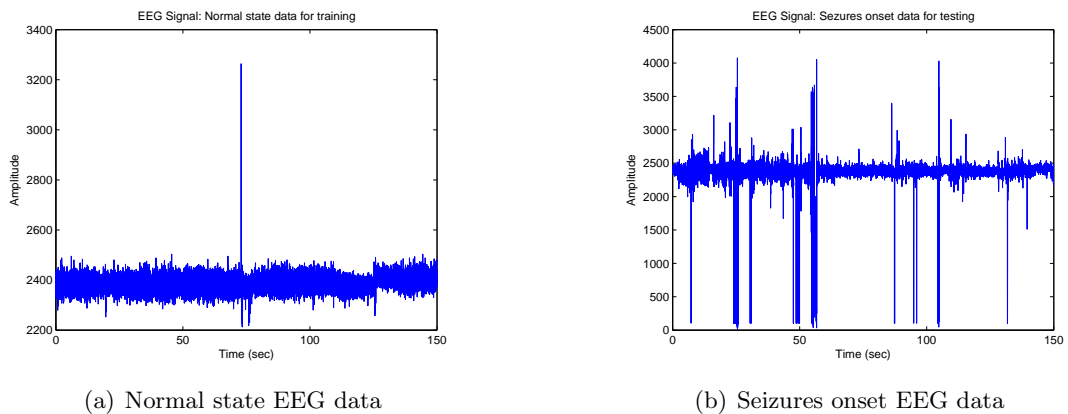 EEG Signal: Normal state data for training
3400
3200
3000
2800
2600
2400
2200
Amplitude
0 50 100 150
Time (sec)
(a) Normal state EEG data
EEG Signal: Sezures onset data for testing
4500
4000
3500
3000
2500
2000
1500
1000
500
0
Amplitude
0 50 100 150
Time (sec)
(b) Seizures onset EEG data